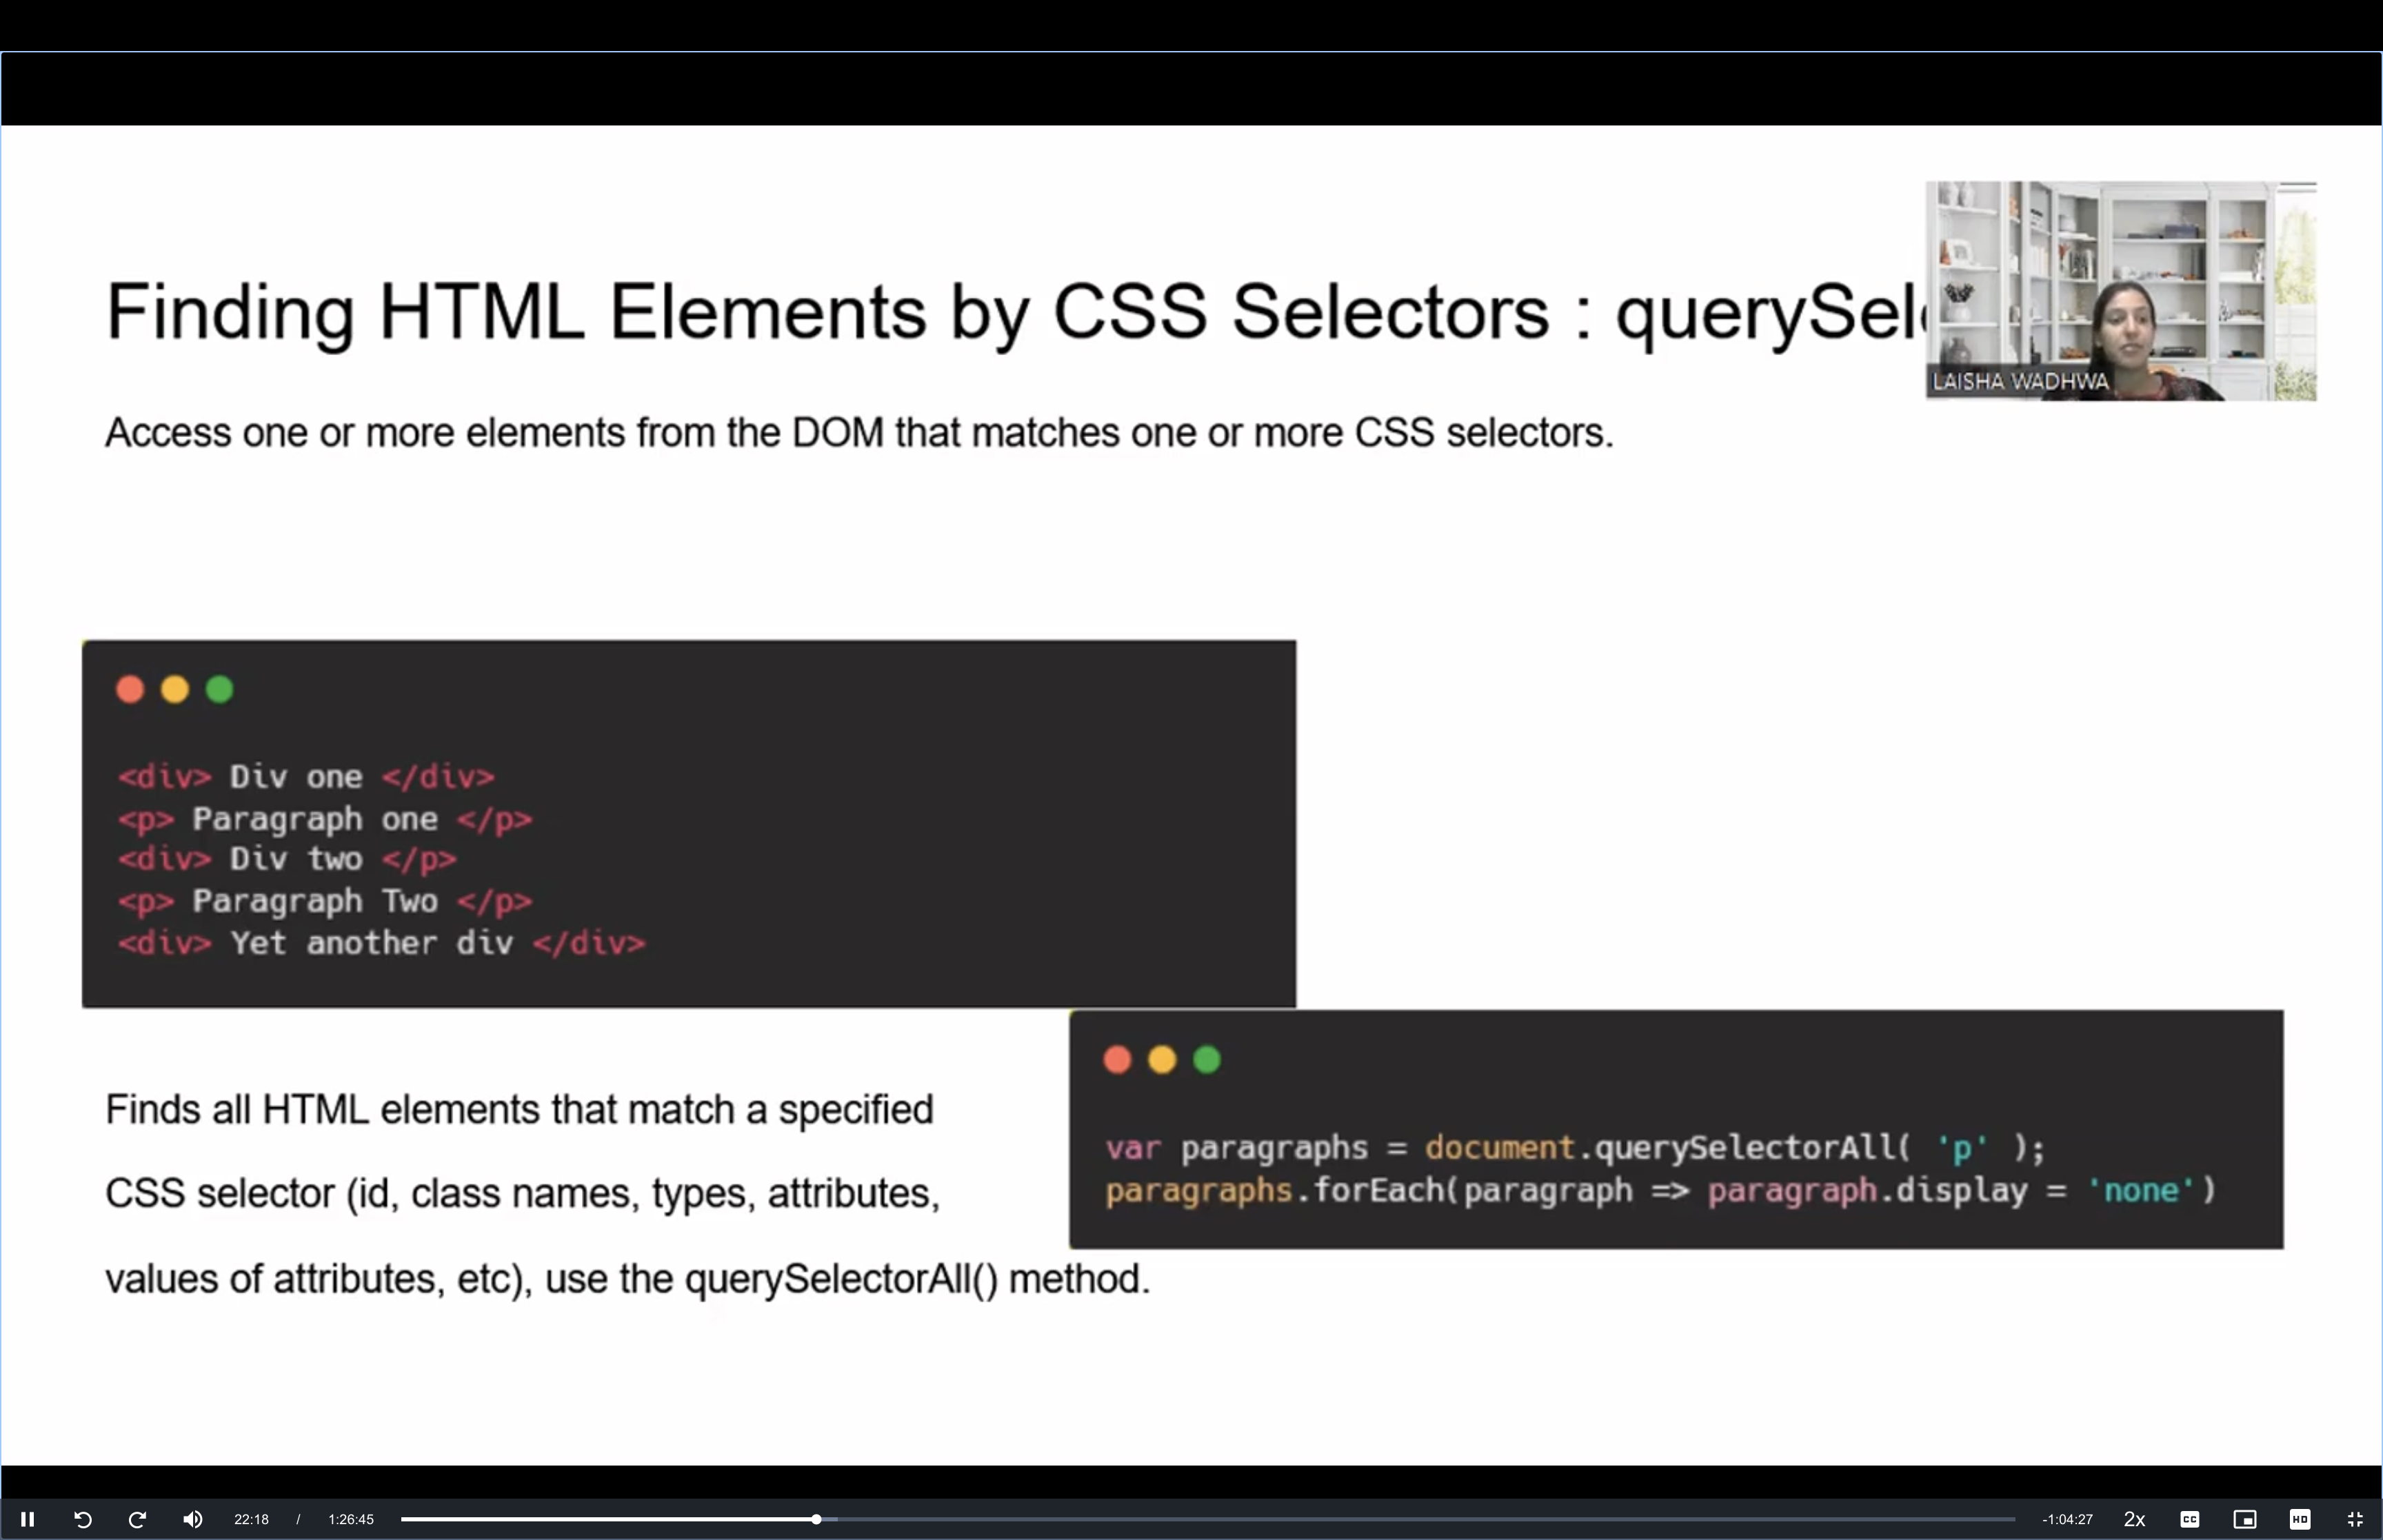 Finding HTML Elements by CSS Selectors : querySel
LAISHA WADHWA
Access one or more elements from the DOM that matches one or more CSS selectors.
<div> Div one </div>
<p> Paragraph one </p>
<div> Div two </p>
<p> Paragraph Two </p>
<div> Yet another div </div>
Finds all HTML elements that match a specified
CSS selector (id, class names, types, attributes,
values of attributes, etc), use the querySelectorAll() method.
var paragraphs = document.querySelectorAll( 'p' );
paragraphs.forEach(paragraph => paragraph.display = 'none')
22:18 / 1:26:45
-1:04:27
2x
CC
HD